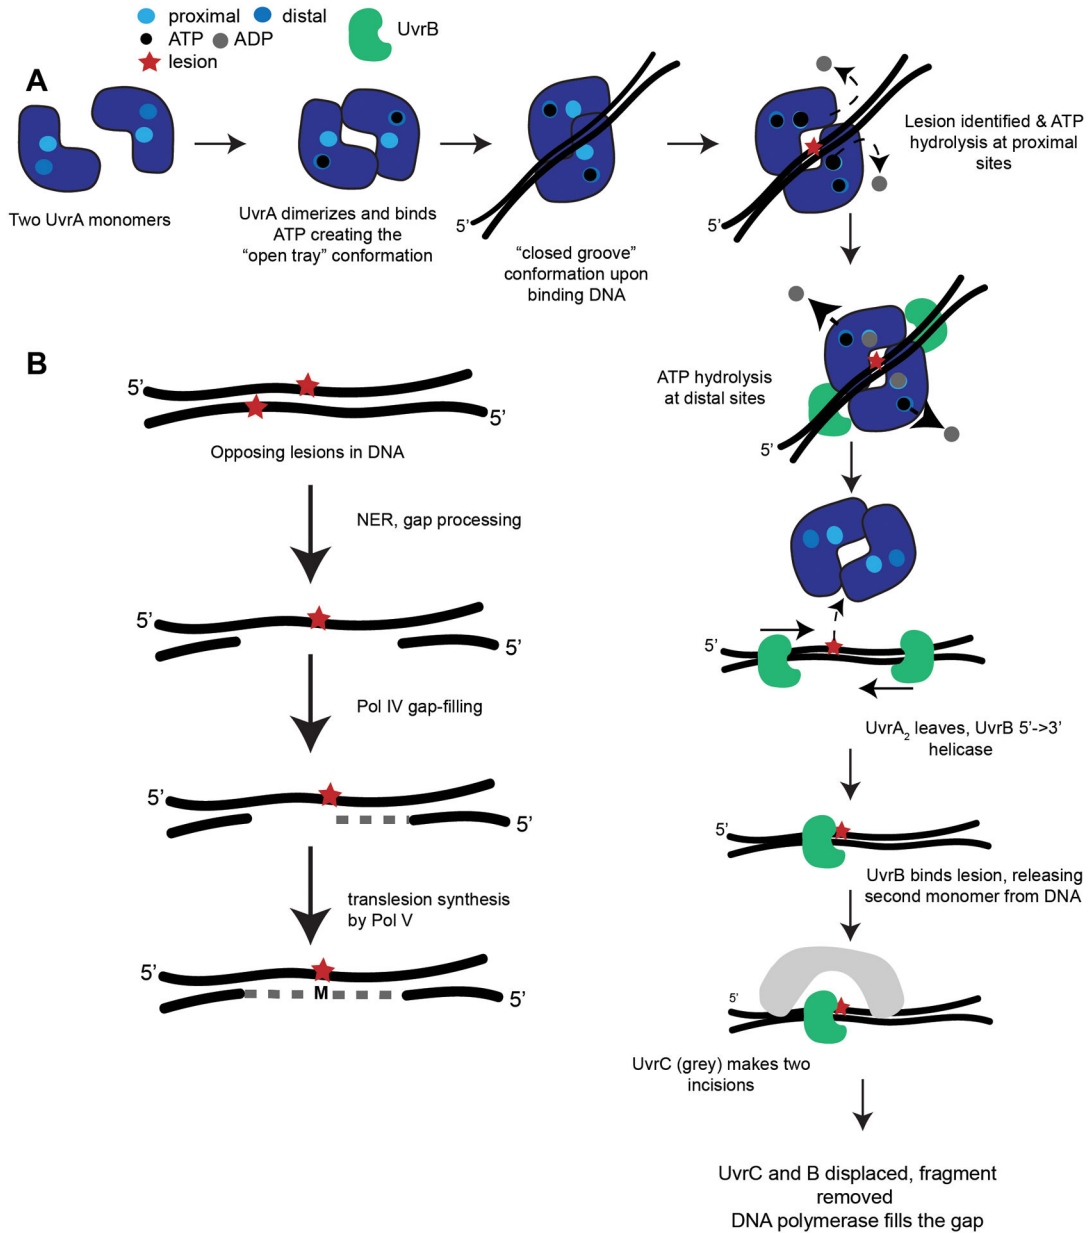 proximal distal
ATP ADP
UvrB
lesion
A
Two UvrA monomers
UvrA dimerizes and binds
ATP creating the
“open tray” conformation
5’
“closed groove”
conformation upon
binding DNA
5’
Lesion identified & ATP
hydrolysis at proximal
sites
ATP hydrolysis
at distal sites
5’
5’
UvrA2 leaves, UvrB 5’->3’
helicase
5’
UvrB binds lesion, releasing
second monomer from DNA
5’
UvrC (grey) makes two
incisions
UvrC and B displaced, fragment
removed
DNA polymerase fills the gap
B
5’
5’
Opposing lesions in DNA
NER, gap processing
5’
5’
Pol IV gap-filling
5’
5’
translesion synthesis
by Pol V
5’
M
5’